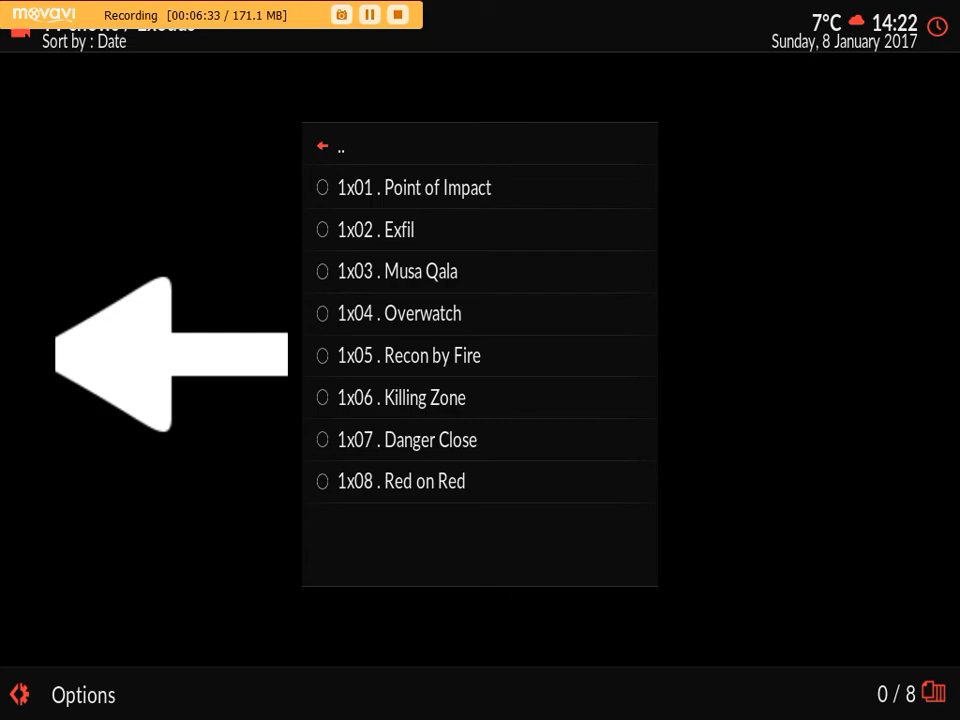 movavi Recording [00:06:33 / 171.1 MB]
Sort by : Date
7°C 14:22
Sunday, 8 January 2017
..
1x01 . Point of Impact
1x02 . Exfil
1x03 . Musa Qala
1x04 . Overwatch
1x05 . Recon by Fire
1x06 . Killing Zone
1x07 . Danger Close
1x08 . Red on Red
Options
0 / 8